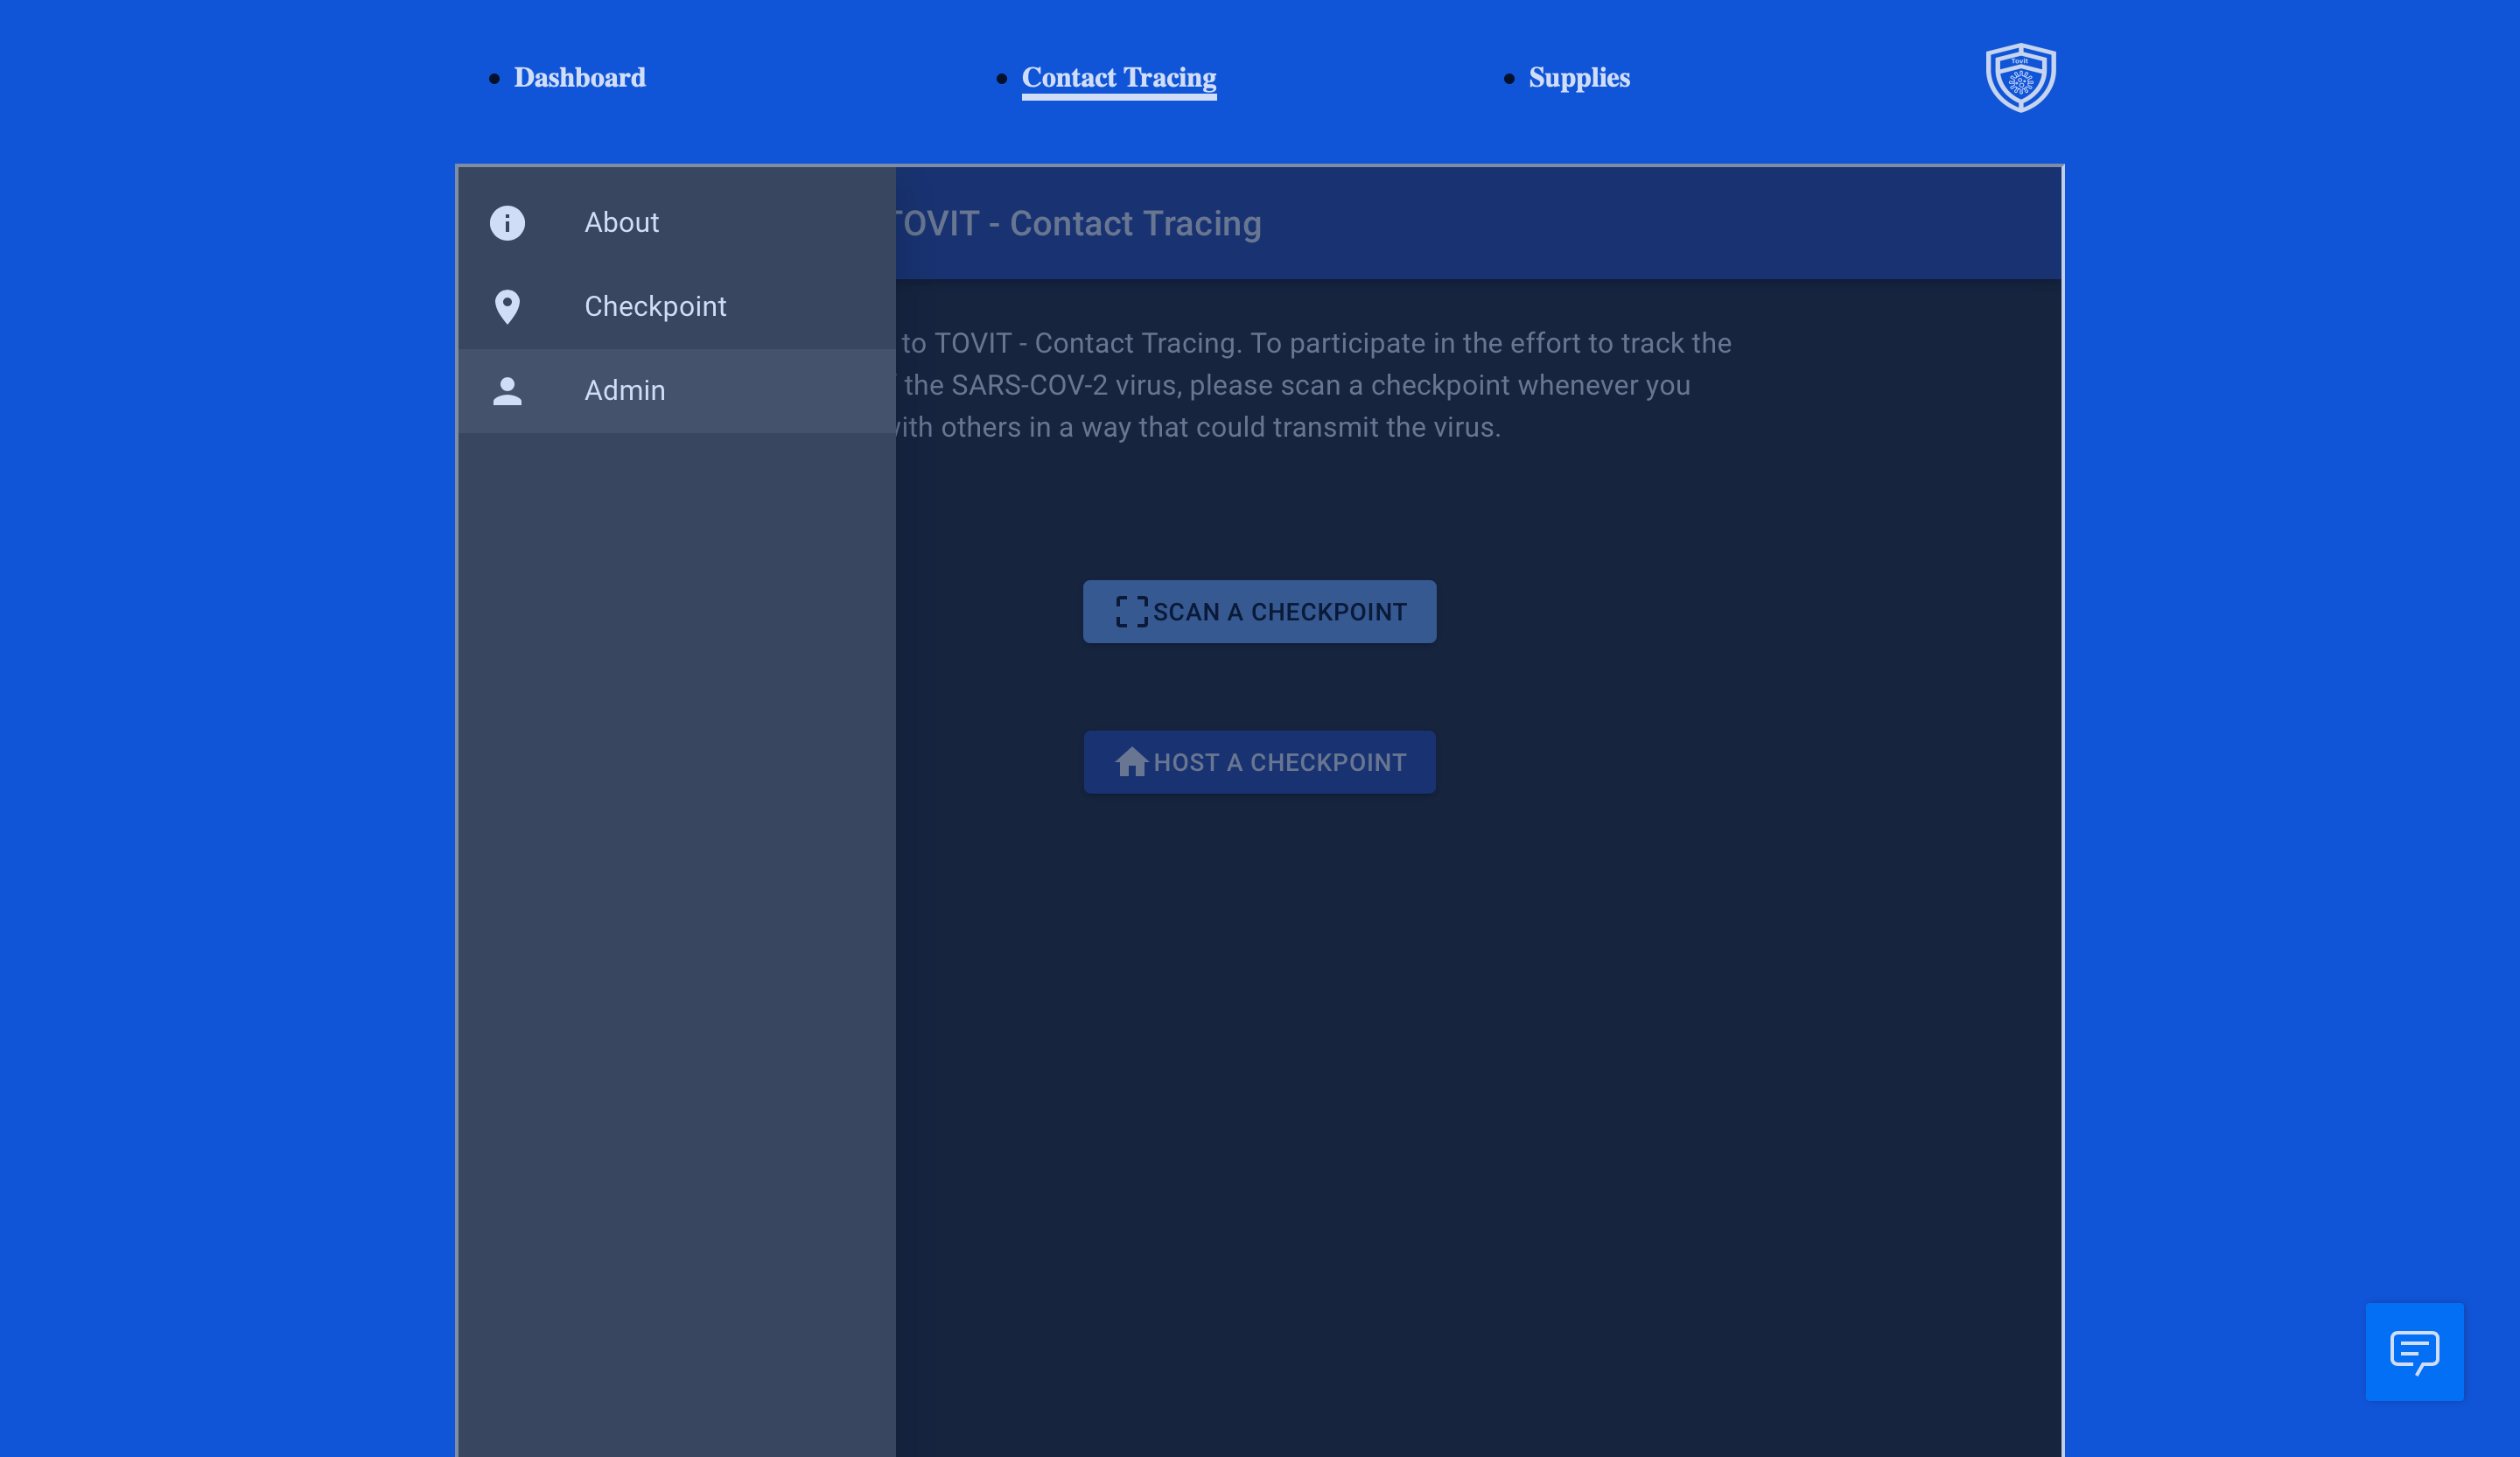 Dashboard
Contact Tracing
Supplies
Tovit
About
Checkpoint
Admin
TOVIT - Contact Tracing
to TOVIT - Contact Tracing. To participate in the effort to track the
the SARS-COV-2 virus, please scan a checkpoint whenever you
with others in a way that could transmit the virus.
SCAN A CHECKPOINT
HOST A CHECKPOINT